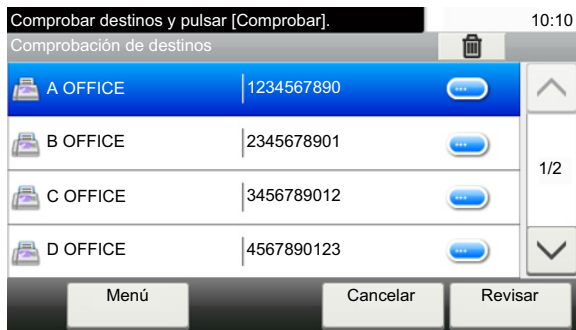 Comprobar destinos y pulsar [Comprobar]. 10:10
Comprobación de destinos
A OFFICE 1234567890
B OFFICE 2345678901
1/2
C OFFICE 3456789012
D OFFICE 4567890123
Menú Cancelar Revisar